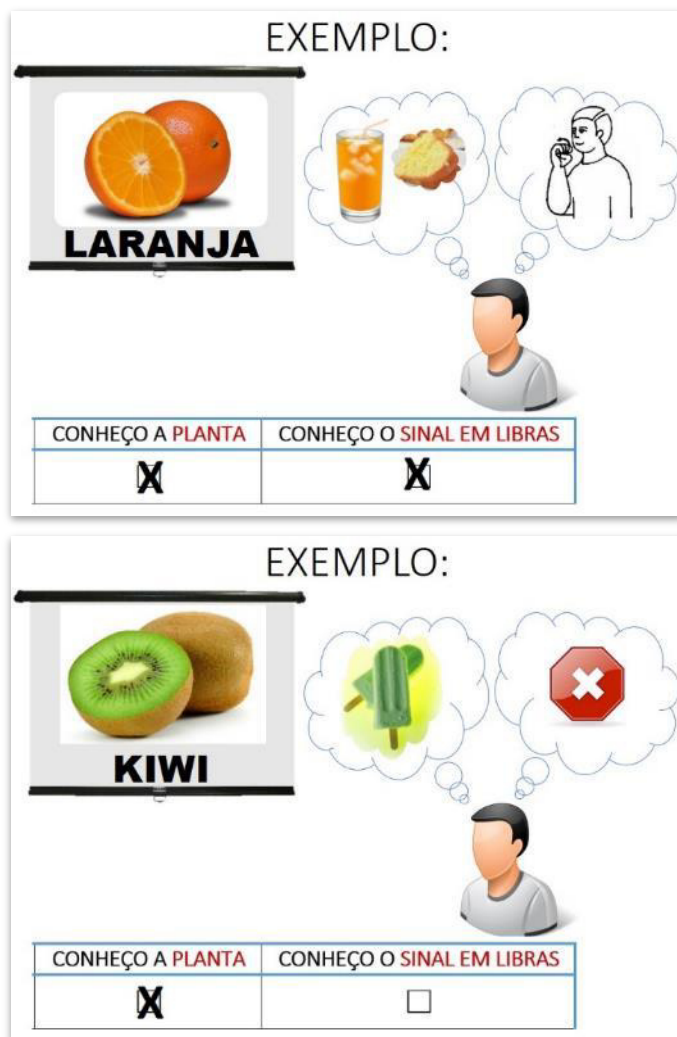 EXEMPLO:
LARANJA
CONHEÇO A PLANTA CONHEÇO O SINAL EM LIBRAS
X X
EXEMPLO:
KIWI
CONHEÇO A PLANTA CONHEÇO O SINAL EM LIBRAS
X